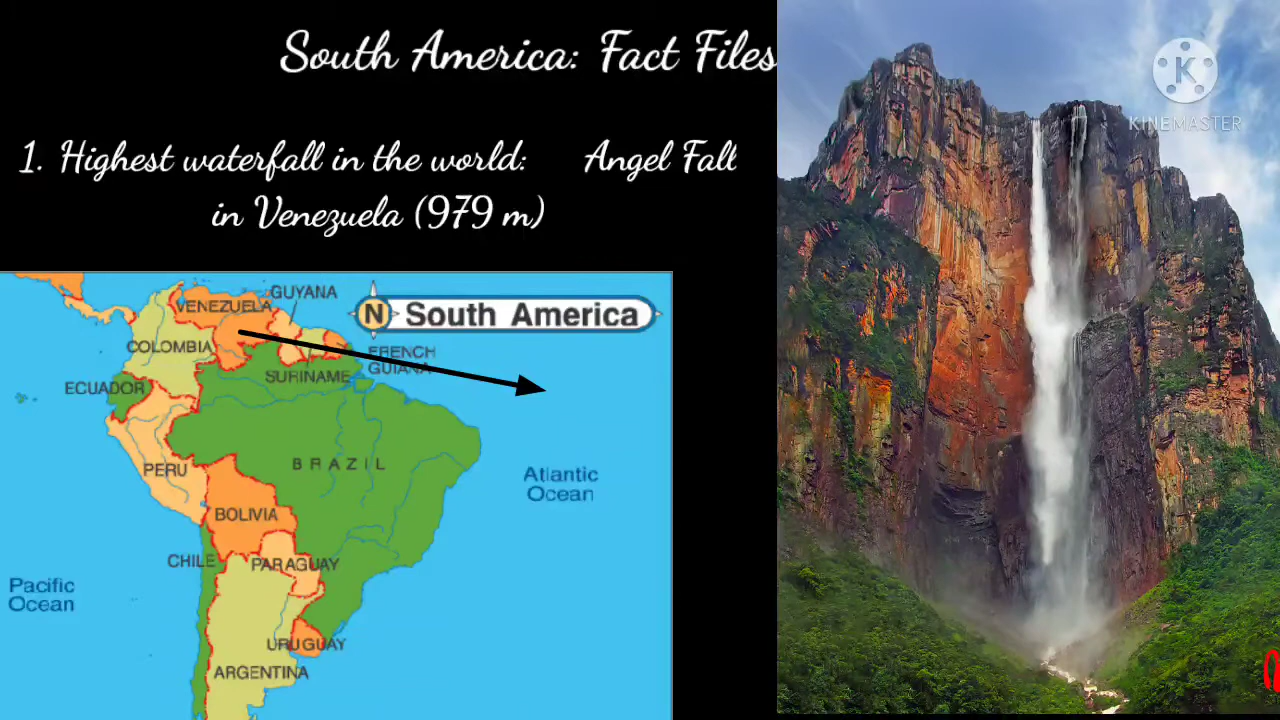 South America: Fact Files
1. Highest waterfall in the world: Angel Fall
in Venezuela (979 m)
K
KINEMASTER
GUYANA
VENEZUELA
N South America
COLOMBIA
FRENCH
GUIANA
SURINAME
ECUADOR
BRAZIL
PERU
Atlantic
Ocean
BOLIVIA
CHILE
PARAGUAY
Pacific
Ocean
URUGUAY
ARGENTINA